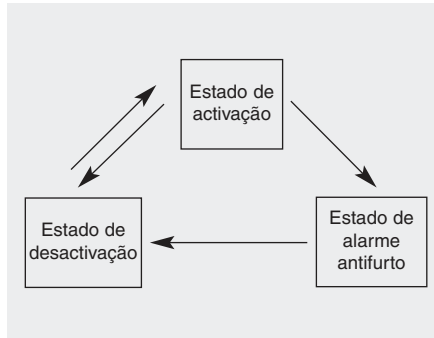 Estado de
activação
Estado de
desactivação
Estado de
alarme
antifurto